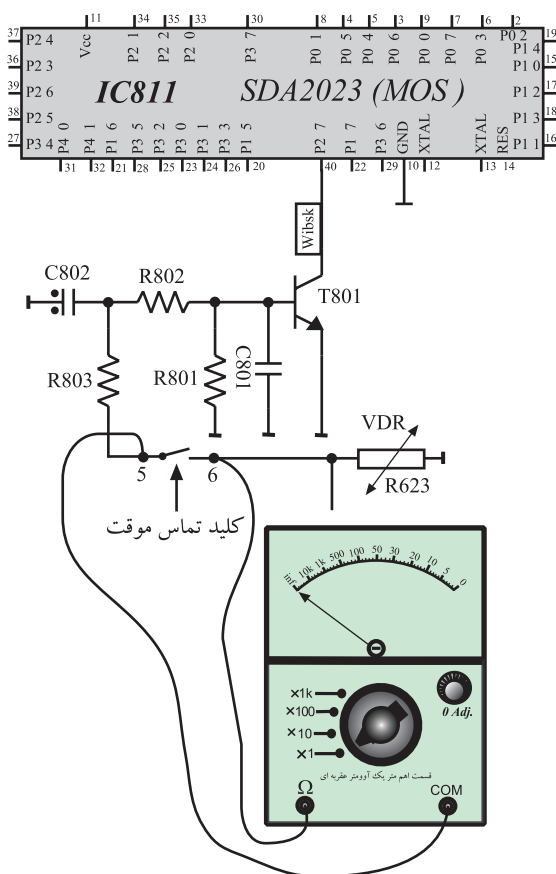 11 34 35 33 30 8 4 5 3 9 7 6 2
37 P2 4 Vcc P2 1 P2 2 P2 0 P3 7 P0 1 P0 5 P0 4 P0 6 P0 0 P0 7 P0 3 P0 2 19
P1 4
36 P2 3 P1 0 15
39 P2 6 IC811 SDA2023 (MOS) P1 2 17
38 P2 5 P1 3 18
27 P3 4 P4 0 P4 1 P1 6 P3 5 P3 2 P3 0 P3 1 P3 3 P1 5 P2 7 P1 7 P3 6 GND XTAL XTAL RES P1 1 16
31 32 21 28 25 23 24 26 20 40 22 29 10 12 13 14
Wibsk
C802
R802
T801
R803
R801
C801
VDR
5
6
R623
کلید تماس موقت
inf 10k 1k 500 100 50 30 20 10 5 0
×1k
×100
×10
×1
0 Adj.
قسمت اهم متر یک آوومتر عقربه ای
Ω
COM